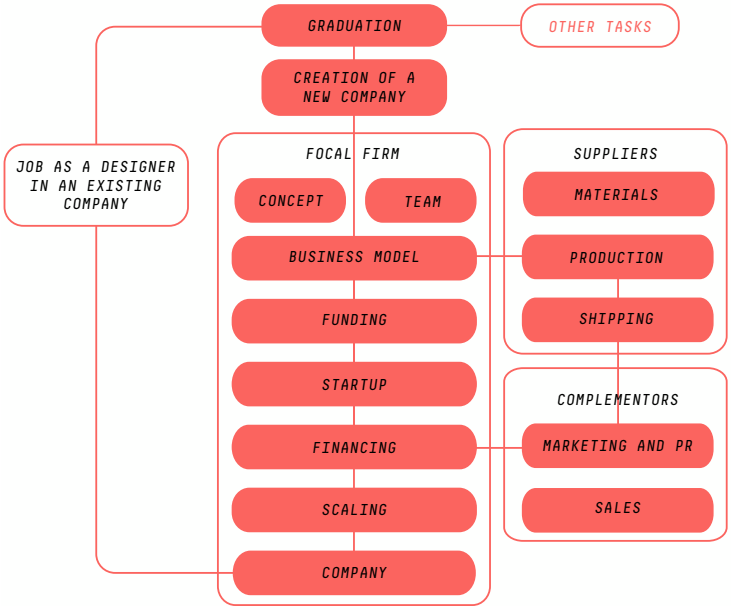 GRADUATION
OTHER TASKS
CREATION OF A
NEW COMPANY
JOB AS A DESIGNER
IN AN EXISTING
COMPANY
FOCAL FIRM
CONCEPT
TEAM
BUSINESS MODEL
FUNDING
STARTUP
FINANCING
SCALING
COMPANY
SUPPLIERS
MATERIALS
PRODUCTION
SHIPPING
COMPLEMENTORS
MARKETING AND PR
SALES